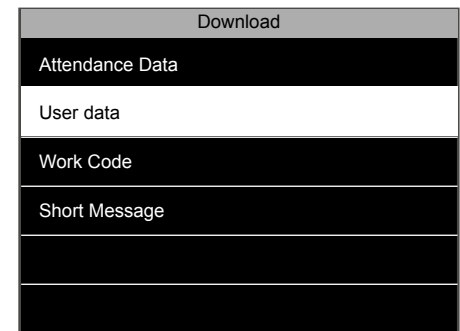 Download
Attendance Data
User data
Work Code
Short Message